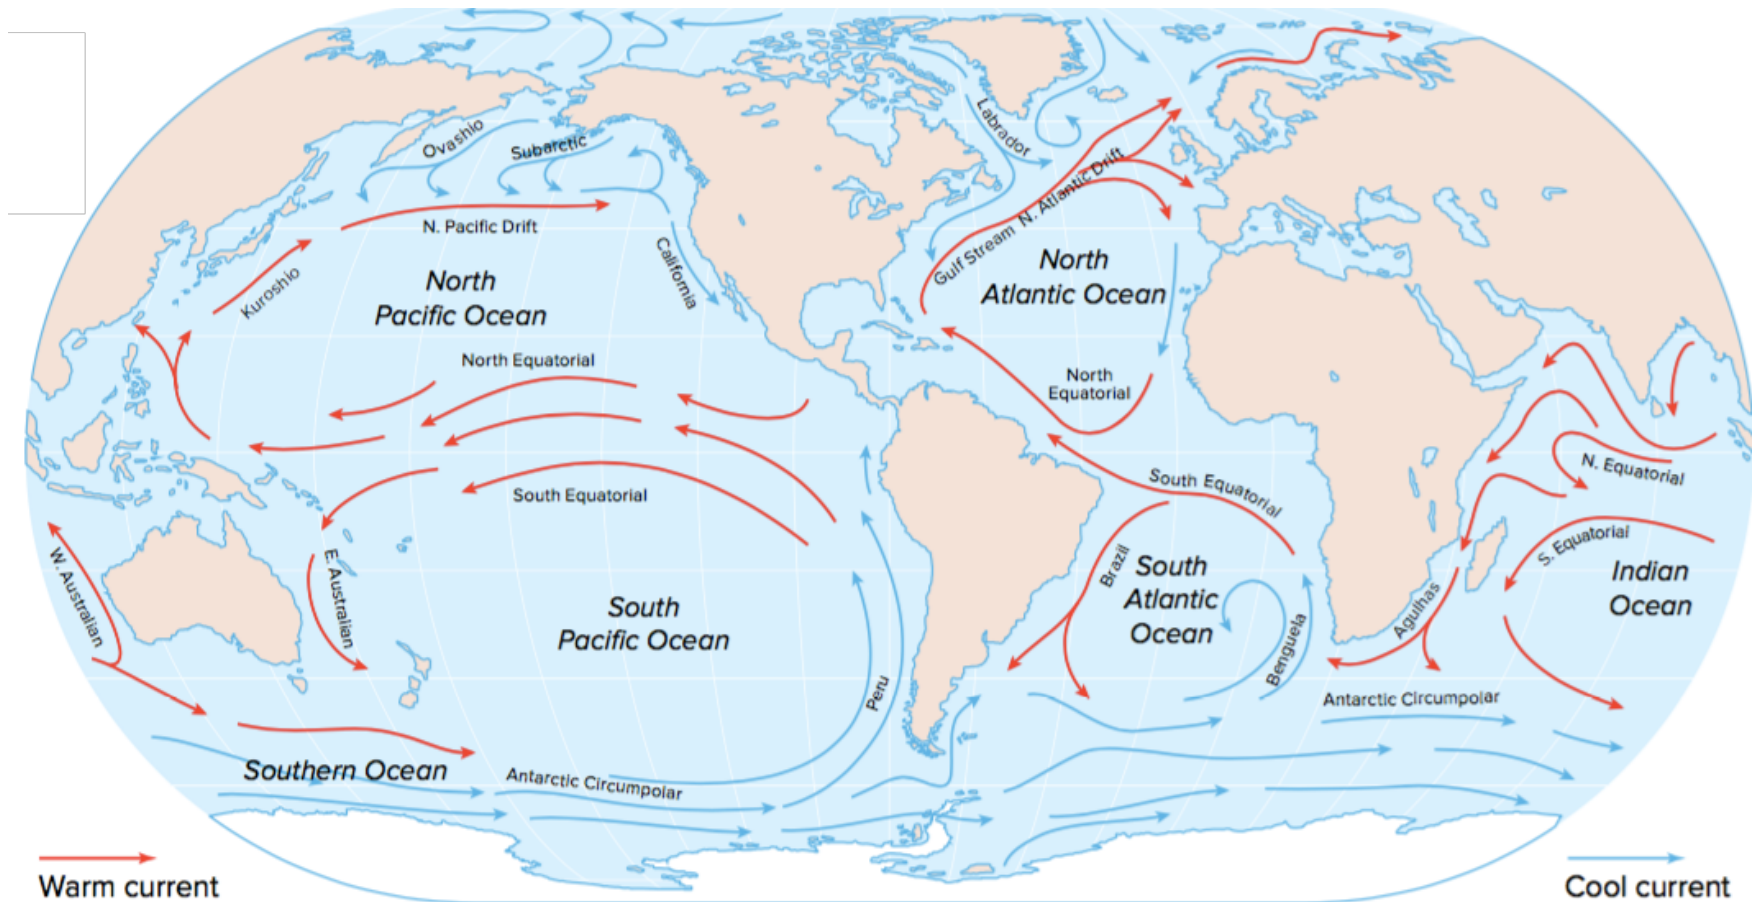 Labrador
Oyashio
Subarctic
N. Atlantic Drift
Gulf Stream
N. Pacific Drift
Kuroshio
California
North
Pacific Ocean
North
Atlantic Ocean
North Equatorial
North
Equatorial
South Equatorial
South Equatorial
N. Equatorial
S. Equatorial
W. Australian
E. Australian
Brazil
South
Atlantic
Ocean
Indian
Ocean
Agulhas
South
Pacific Ocean
Benguela
Peru
Antarctic Circumpolar
Southern Ocean
Antarctic Circumpolar
Warm current
Cool current